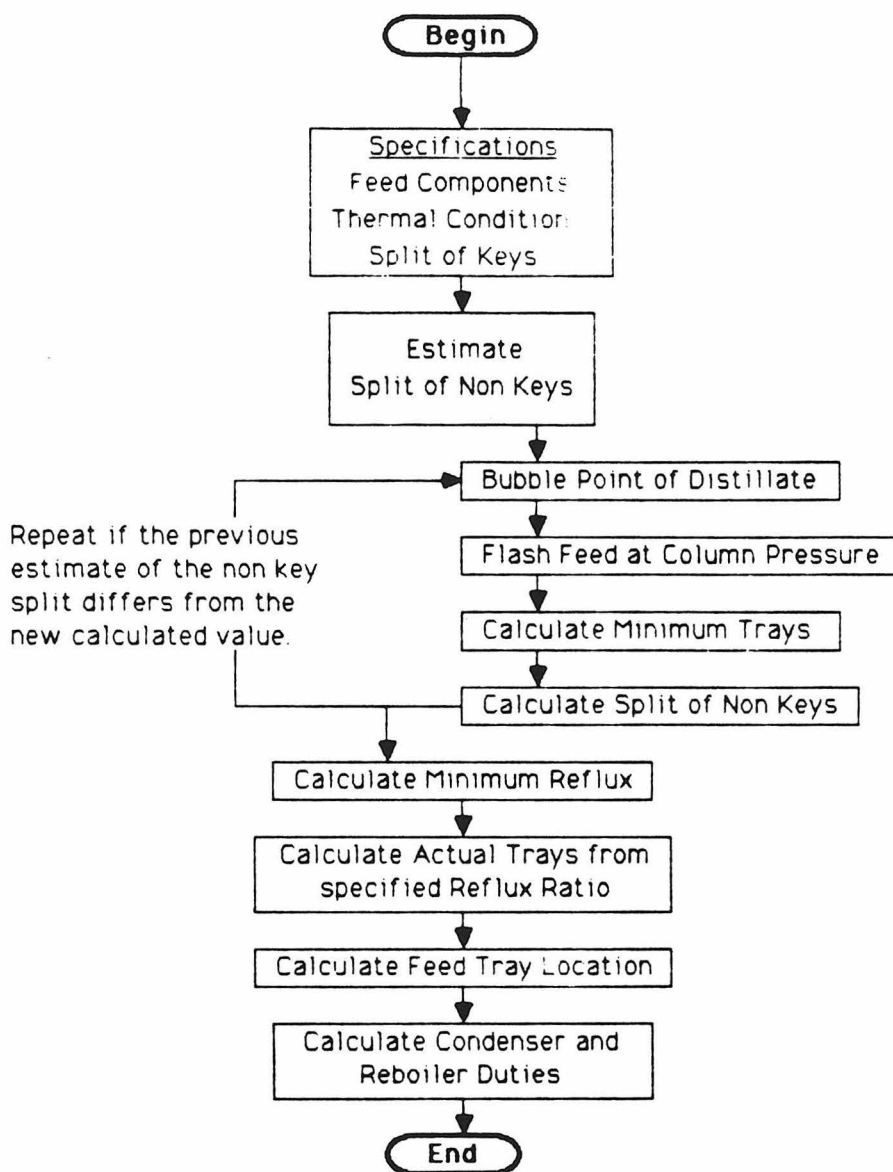 Begin
Specifications
Feed Components
Thermal Condition
Split of Keys
Estimate
Split of Non Keys
Bubble Point of Distillate
Repeat if the previous
estimate of the non key
split differs from the
new calculated value.
Flash Feed at Column Pressure
Calculate Minimum Trays
Calculate Split of Non Keys
Calculate Minimum Reflux
Calculate Actual Trays from
specified Reflux Ratio
Calculate Feed Tray Location
Calculate Condenser and
Reboiler Duties
End